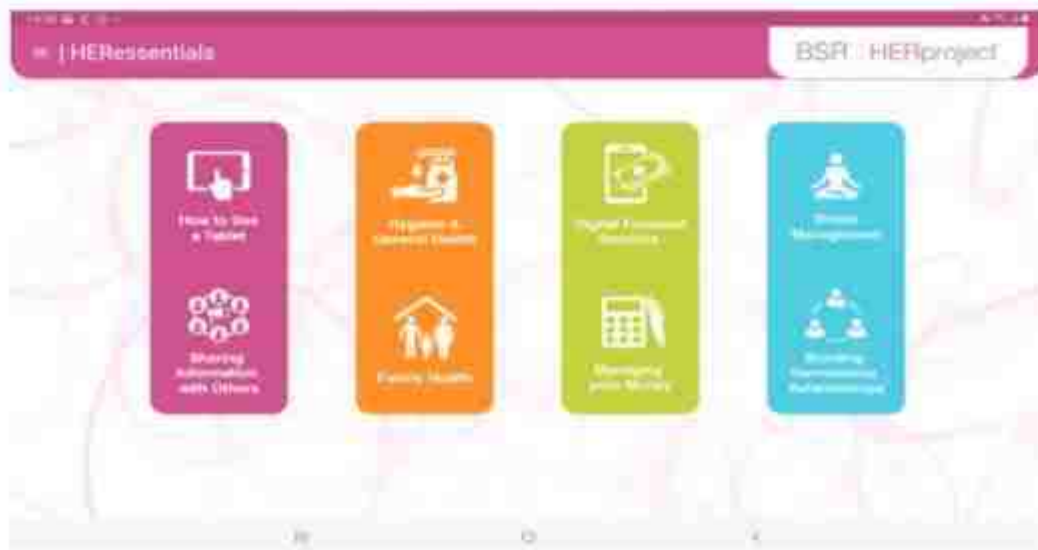 | HERessentials
BSR HERproject
How to Use
a Tablet
Sharing
Information
with Others
Hygiene &
General Health
Family Health
Digital Financial
Services
Managing
your Money
Stress
Management
Building
Relationships